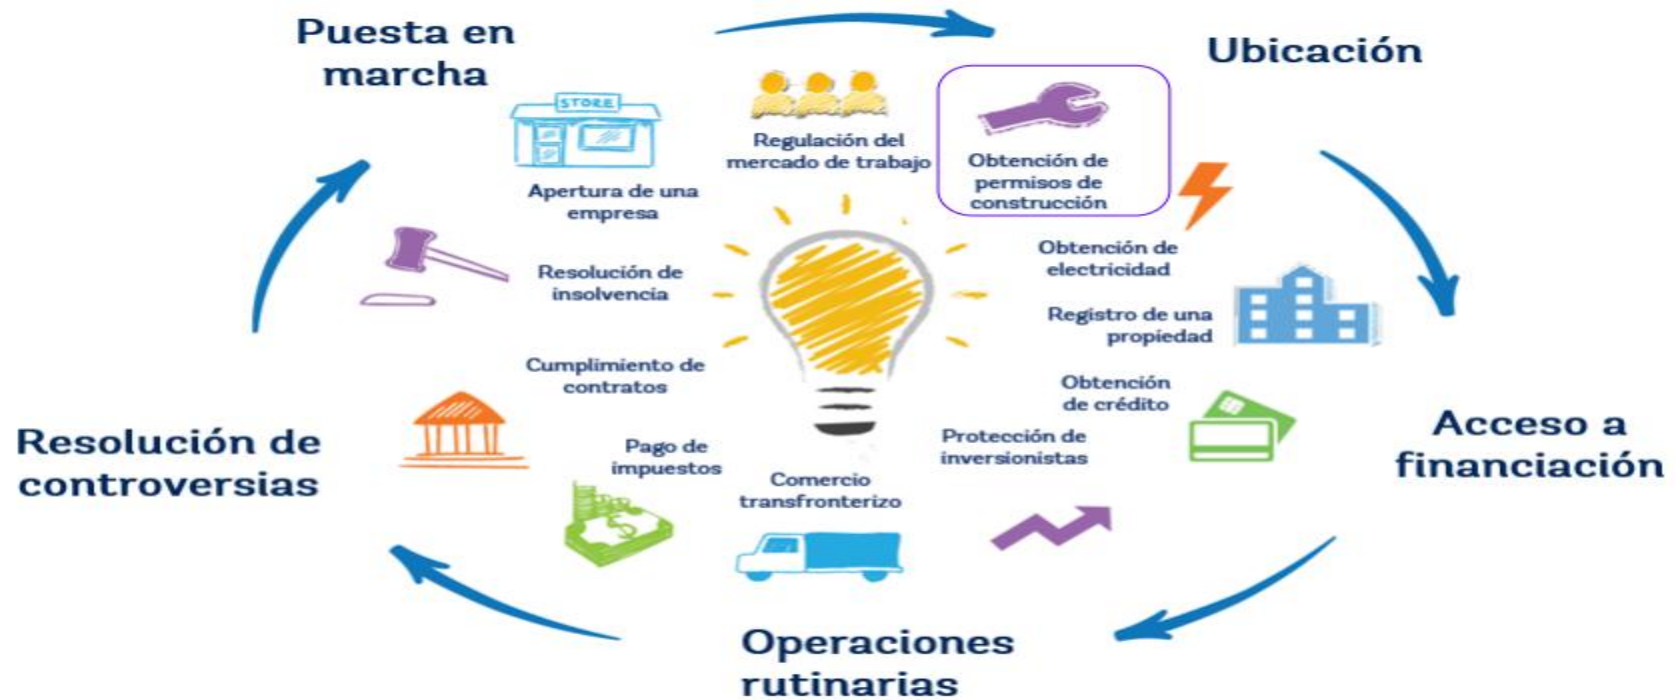 Puesta en
marcha
Ubicación
STORE
Regulación del
mercado de trabajo
Obtención de
permisos de
construcción
Apertura de una
empresa
Obtención de
electricidad
Resolución de
insolvencia
Registro de una
propiedad
Cumplimiento de
contratos
Obtención
de crédito
Resolución de
controversias
Acceso a
financiación
Pago de
impuestos
Protección de
inversionistas
Comercio
transfronterizo
$
Operaciones
rutinarias